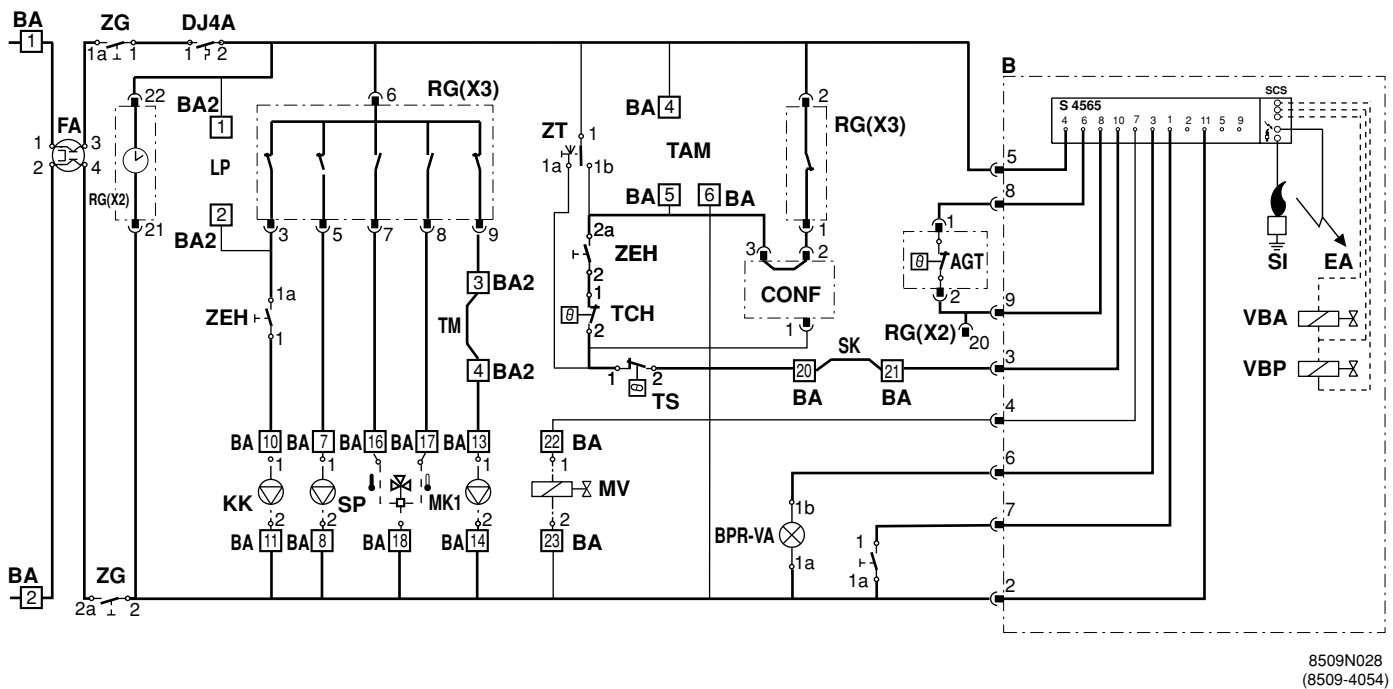 BA ZG DJ4A
1 1a 1 1 2
B
22 BA2 6 RG(X3) BA 4 2 S 4565 SCS
1 4 6 8 10 7 3 1 2 11 5 9
FA ZT 1 RG(X3)
1 3 LP 1a 1b TAM 5
2 4
RG(X2) BA 5 6 BA 8
2 1
21 BA2 3 5 7 8 9 2a 3 1 2 θ AGT SI EA
ZEH CONF 2
1a 3 BA2 2 9 VBA
ZEH TM 1 TCH 1 RG(X2) 20
1 θ 2 SK 3 VBP
4 BA2 1 2 20 21
θ TS BA BA
4
BA 10 BA 7 BA 16 BA 17 BA 13 22 BA 6
1 1 1 1
KK SP MK1 MV 1b 7
2 2 2 2 BPR-VA 1
BA 11 BA 8 BA 18 BA 14 23 BA 1a 1a
BA ZG 2
2 2a 2
8509N028
(8509-4054)